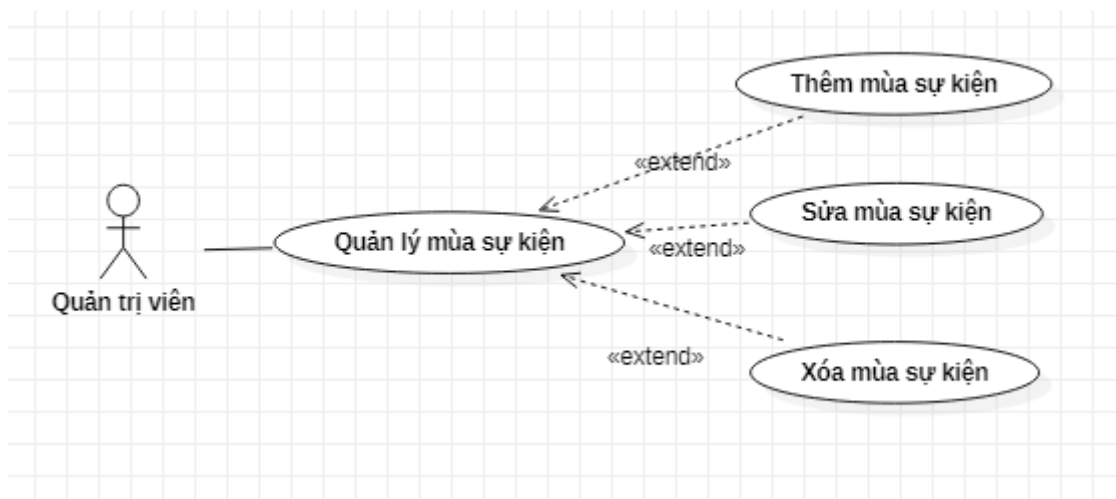 Thêm mùa sự kiện
«extend»
Sửa mùa sự kiện
Quản lý mùa sự kiện
«extend»
Quản trị viên
«extend»
Xóa mùa sự kiện